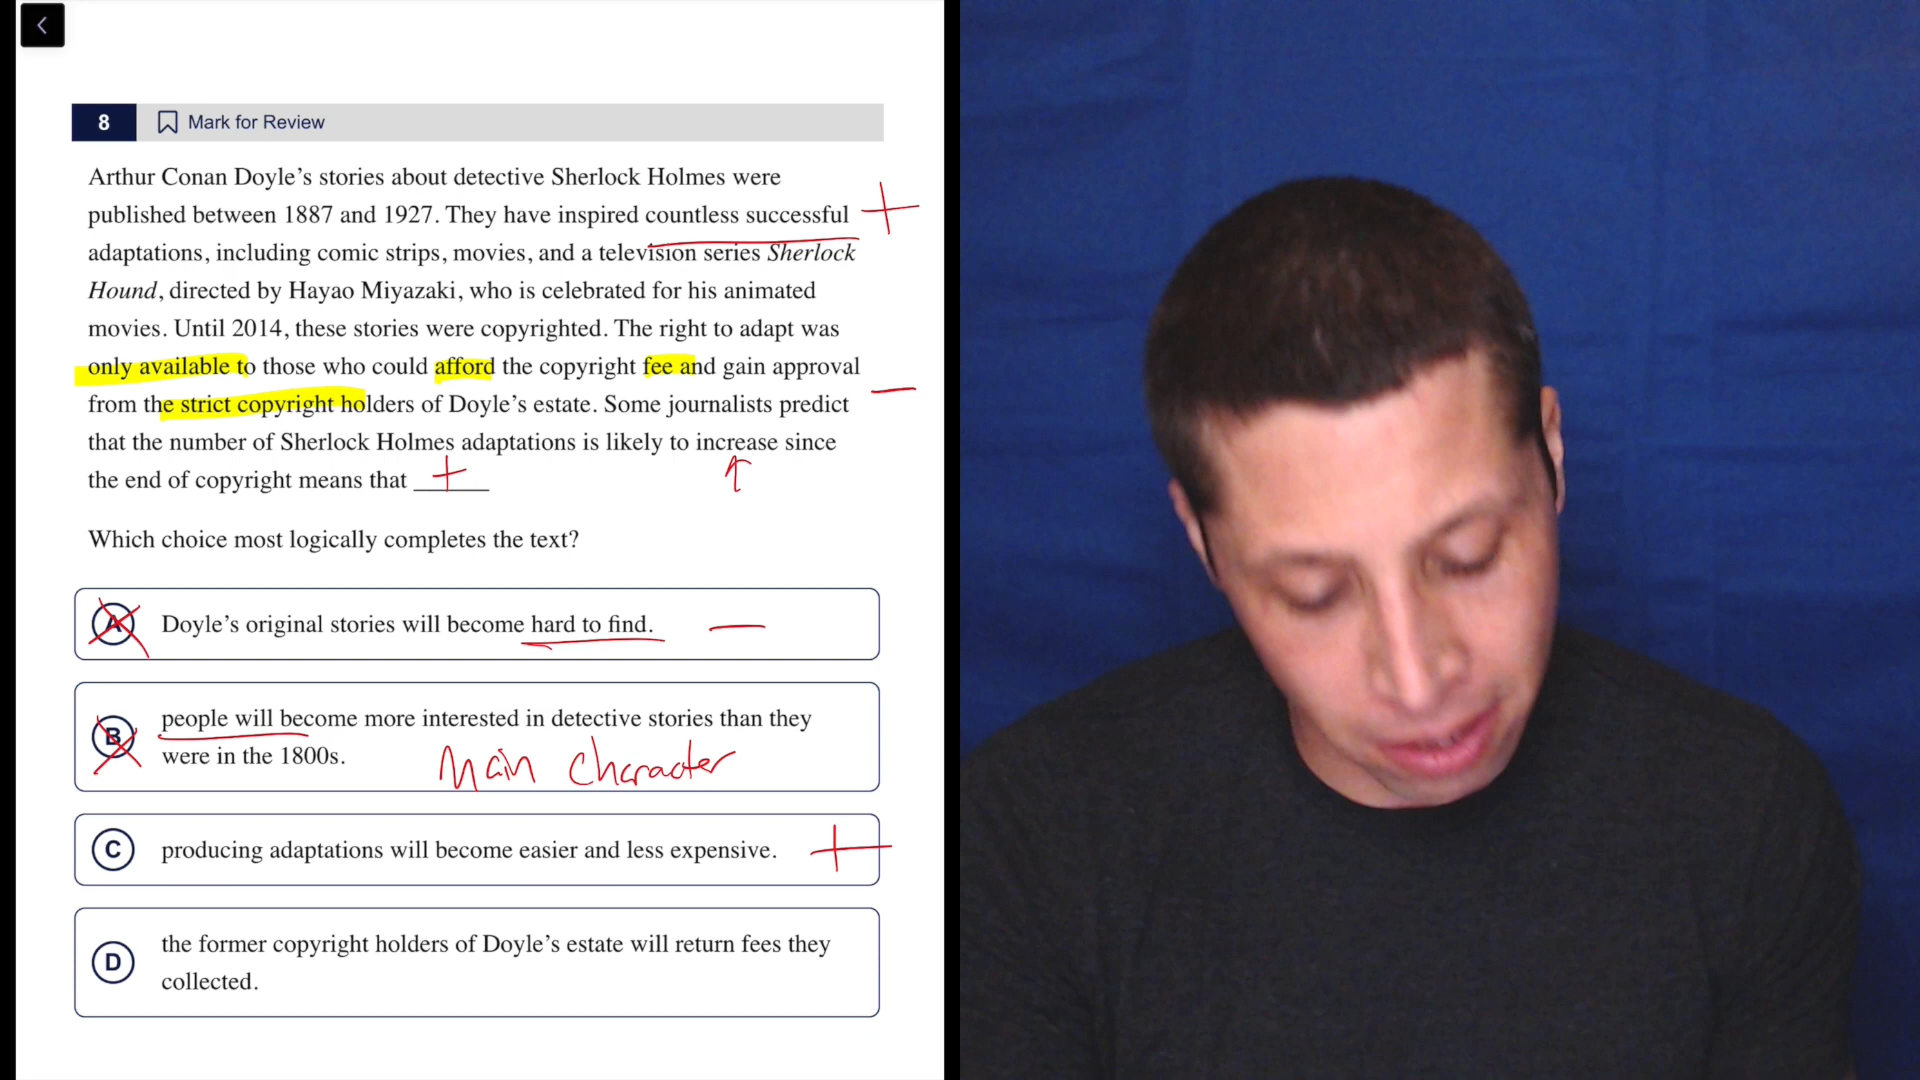 8 Mark for Review
Arthur Conan Doyle’s stories about detective Sherlock Holmes were
published between 1887 and 1927. They have inspired countless successful +
adaptations, including comic strips, movies, and a television series Sherlock
Hound, directed by Hayao Miyazaki, who is celebrated for his animated
movies. Until 2014, these stories were copyrighted. The right to adapt was
only available to those who could afford the copyright fee and gain approval
from the strict copyright holders of Doyle’s estate. Some journalists predict
that the number of Sherlock Holmes adaptations is likely to increase since
the end of copyright means that ______ + ↑
Which choice most logically completes the text?
A Doyle’s original stories will become hard to find. —
B people will become more interested in detective stories than they
were in the 1800s. Main Character
C producing adaptations will become easier and less expensive. +
D the former copyright holders of Doyle’s estate will return fees they
collected.